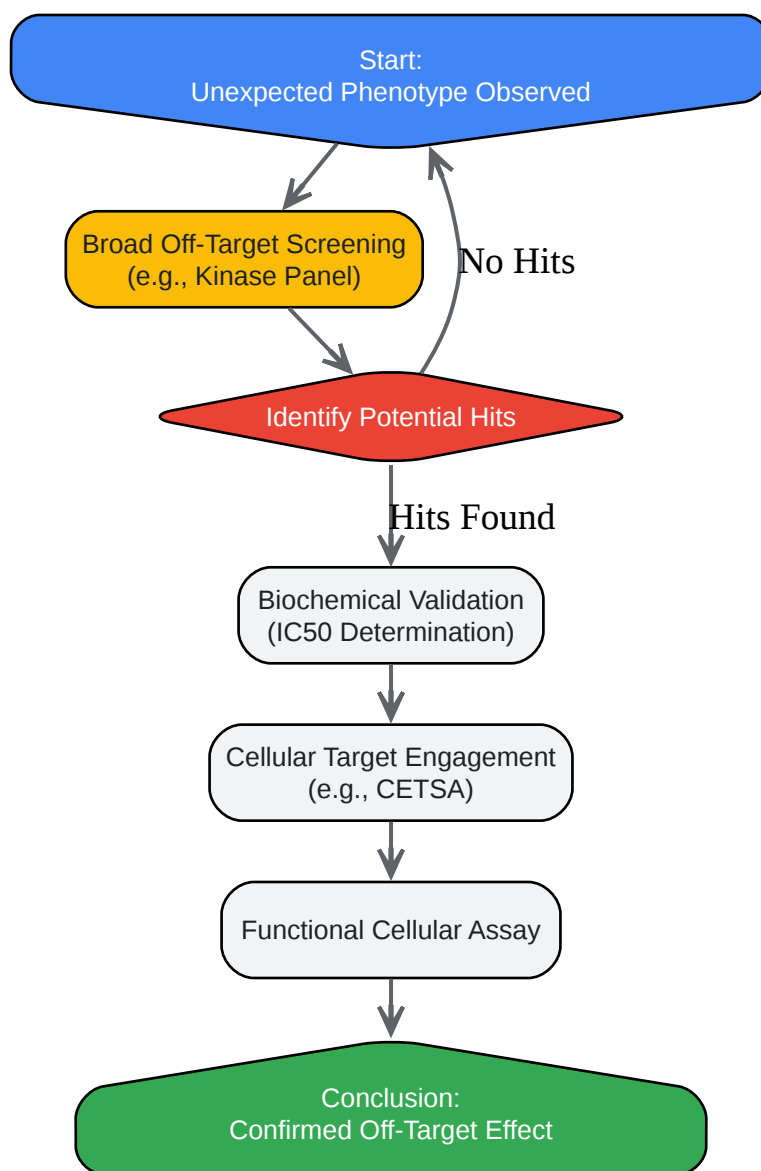 Start:
Unexpected Phenotype Observed
Broad Off-Target Screening
(e.g., Kinase Panel)
No Hits
Identify Potential Hits
Hits Found
Biochemical Validation
(IC50 Determination)
Cellular Target Engagement
(e.g., CETSA)
Functional Cellular Assay
Conclusion:
Confirmed Off-Target Effect